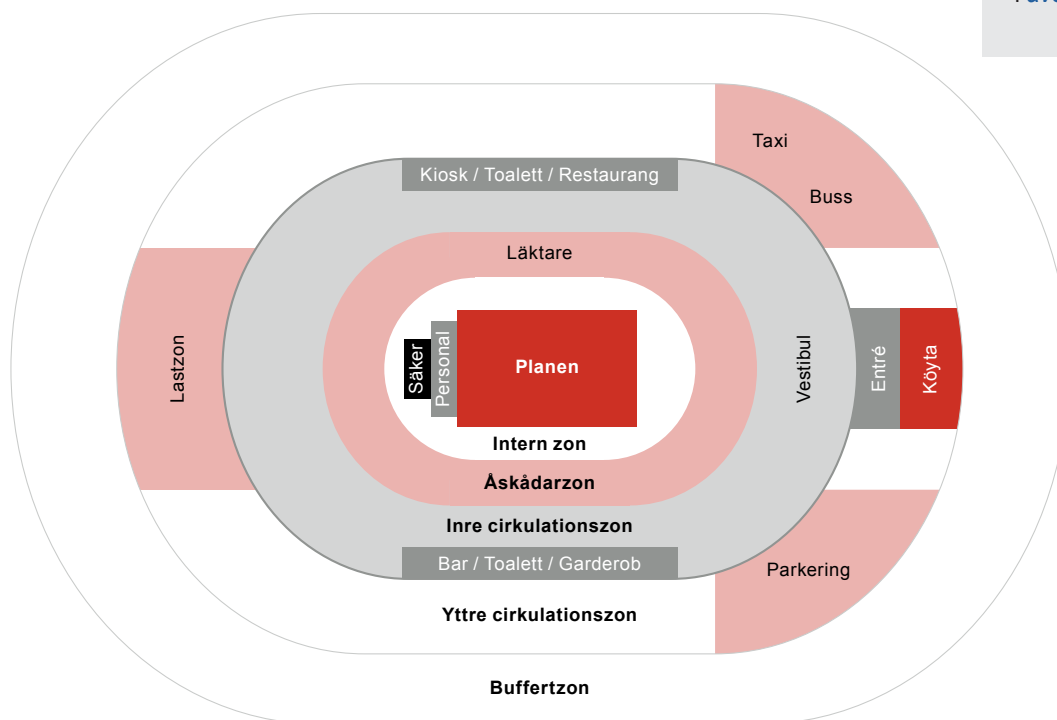 Taxi
Kiosk / Toalett / Restaurang
Buss
Läktare
Lastzon
Säker
Personal
Planen
Vestibul
Entré
Köyta
Intern zon
Åskådarzon
Inre cirkulationszon
Bar / Toalett / Garderob
Parkering
Yttre cirkulationszon
Buffertzon